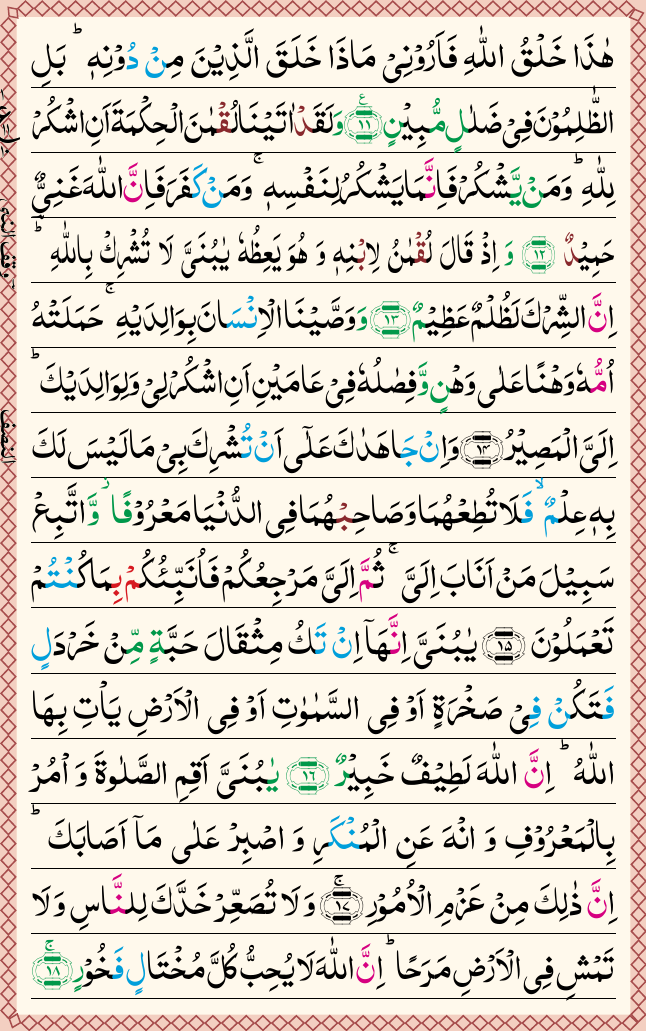 هٰذَا خَلۡقُ اللّٰهِ فَاَرُوۡنِىۡ مَاذَا خَلَقَ الَّذِيۡنَ مِنۡ دُوۡنِهٖ‌ ؕ بَلِ
الظّٰلِمُوۡنَ فِىۡ ضَلٰلٍ مُّبِيۡنٍ ﴿۱۱﴾ وَلَقَدۡ اٰتَيۡنَا لُقۡمٰنَ الۡحِكۡمَةَ اَنِ اشۡكُرۡ
لِلّٰهِ‌ؕ وَمَنۡ يَّشۡكُرۡ فَاِنَّمَا يَشۡكُرُ لِنَفۡسِهٖ‌ۚ وَمَنۡ كَفَرَ فَاِنَّ اللّٰهَ غَنِىٌّ
حَمِيۡدٌ ﴿۱۲﴾ وَ اِذۡ قَالَ لُقۡمٰنُ لِابۡنِهٖ وَ هُوَ يَعِظُهٗ يٰبُنَىَّ لَا تُشۡرِكۡ بِاللّٰهِ ؕ
اِنَّ الشِّرۡكَ لَظُلۡمٌ عَظِيۡمٌ‏ ﴿۱۳﴾ وَوَصَّيۡنَا الۡاِنۡسَانَ بِوَالِدَيۡهِ‌ۚ حَمَلَتۡهُ
اُمُّهٗ وَهۡنًا عَلٰى وَهۡنٍ وَّفِصٰلُهٗ فِىۡ عَامَيۡنِ اَنِ اشۡكُرۡ لِىۡ وَلِوَالِدَيۡكَؕ
اِلَىَّ الۡمَصِيۡرُ‏ ﴿۱۴﴾ وَاِنۡ جَاهَدٰكَ عَلٰٓى اَنۡ تُشۡرِكَ بِىۡ مَا لَيۡسَ لَكَ
بِهٖ عِلۡمٌ ۙ فَلَا تُطِعۡهُمَا‌ وَصَاحِبۡهُمَا فِى الدُّنۡيَا مَعۡرُوۡفًا‌ وَّاتَّبِعۡ
سَبِيۡلَ مَنۡ اَنَابَ اِلَىَّ ‌ۚ ثُمَّ اِلَىَّ مَرۡجِعُكُمۡ فَاُنَبِّئُكُمۡ بِمَا كُنۡتُمۡ
تَعۡمَلُوۡنَ ﴿۱۵﴾ يٰبُنَىَّ اِنَّهَاۤ اِنۡ تَكُ مِثۡقَالَ حَبَّةٍ مِّنۡ خَرۡدَلٍ
فَتَكُنۡ فِىۡ صَخۡرَةٍ اَوۡ فِى السَّمٰوٰتِ اَوۡ فِى الۡاَرۡضِ يَاۡتِ بِهَا
اللّٰهُ ‌ؕ اِنَّ اللّٰهَ لَطِيۡفٌ خَبِيۡرٌ‏ ﴿۱۶﴾ يٰبُنَىَّ اَقِمِ الصَّلٰوةَ وَ اۡمُرۡ
بِالۡمَعۡرُوۡفِ وَ انۡهَ عَنِ الۡمُنۡكَرِ وَ اصۡبِرۡ عَلٰى مَاۤ اَصَابَكَؕ
اِنَّ ذٰلِكَ مِنۡ عَزۡمِ الۡاُمُوۡرِۚ‏ ﴿۱۷﴾ وَلَا تُصَعِّرۡ خَدَّكَ لِلنَّاسِ وَلَا
تَمۡشِ فِى الۡاَرۡضِ مَرَحًا ؕ اِنَّ اللّٰهَ لَا يُحِبُّ كُلَّ مُخۡتَالٍ فَخُوۡرٍۚ‏ ﴿۱۸﴾